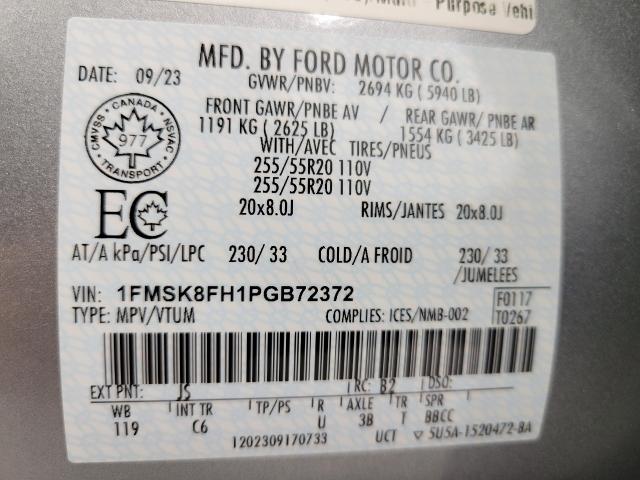 - Purpose Vehi
MFD. BY FORD MOTOR CO.
DATE: 09/23
GVWR/PNBV: 2694 KG ( 5940 LB)
FRONT GAWR/PNBE AV / REAR GAWR/ PNBE AR
1191 KG ( 2625 LB) 1554 KG ( 3425 LB)
WITH/AVEC TIRES/PNEUS
255/55R20 110V
255/55R20 110V
20x8.0J RIMS/JANTES 20x8.0J
CANADA
CMVSS NSVAC
977
TRANSPORT
EC
AT/A kPa/PSI/LPC 230/ 33 COLD/A FROID 230/ 33
/JUMELEES
VIN: 1FMSK8FH1PGB72372 F0117
TYPE: MPV/VTUM COMPLIES: ICES/NMB-002 T0267
EXT PNT: JS RC: B2 DSO:
WB INT TR TP/PS R AXLE TR SPR
119 C6 U 3B T BBCC
1202309170733 UCT ▽ 5U5A-1520472-BA